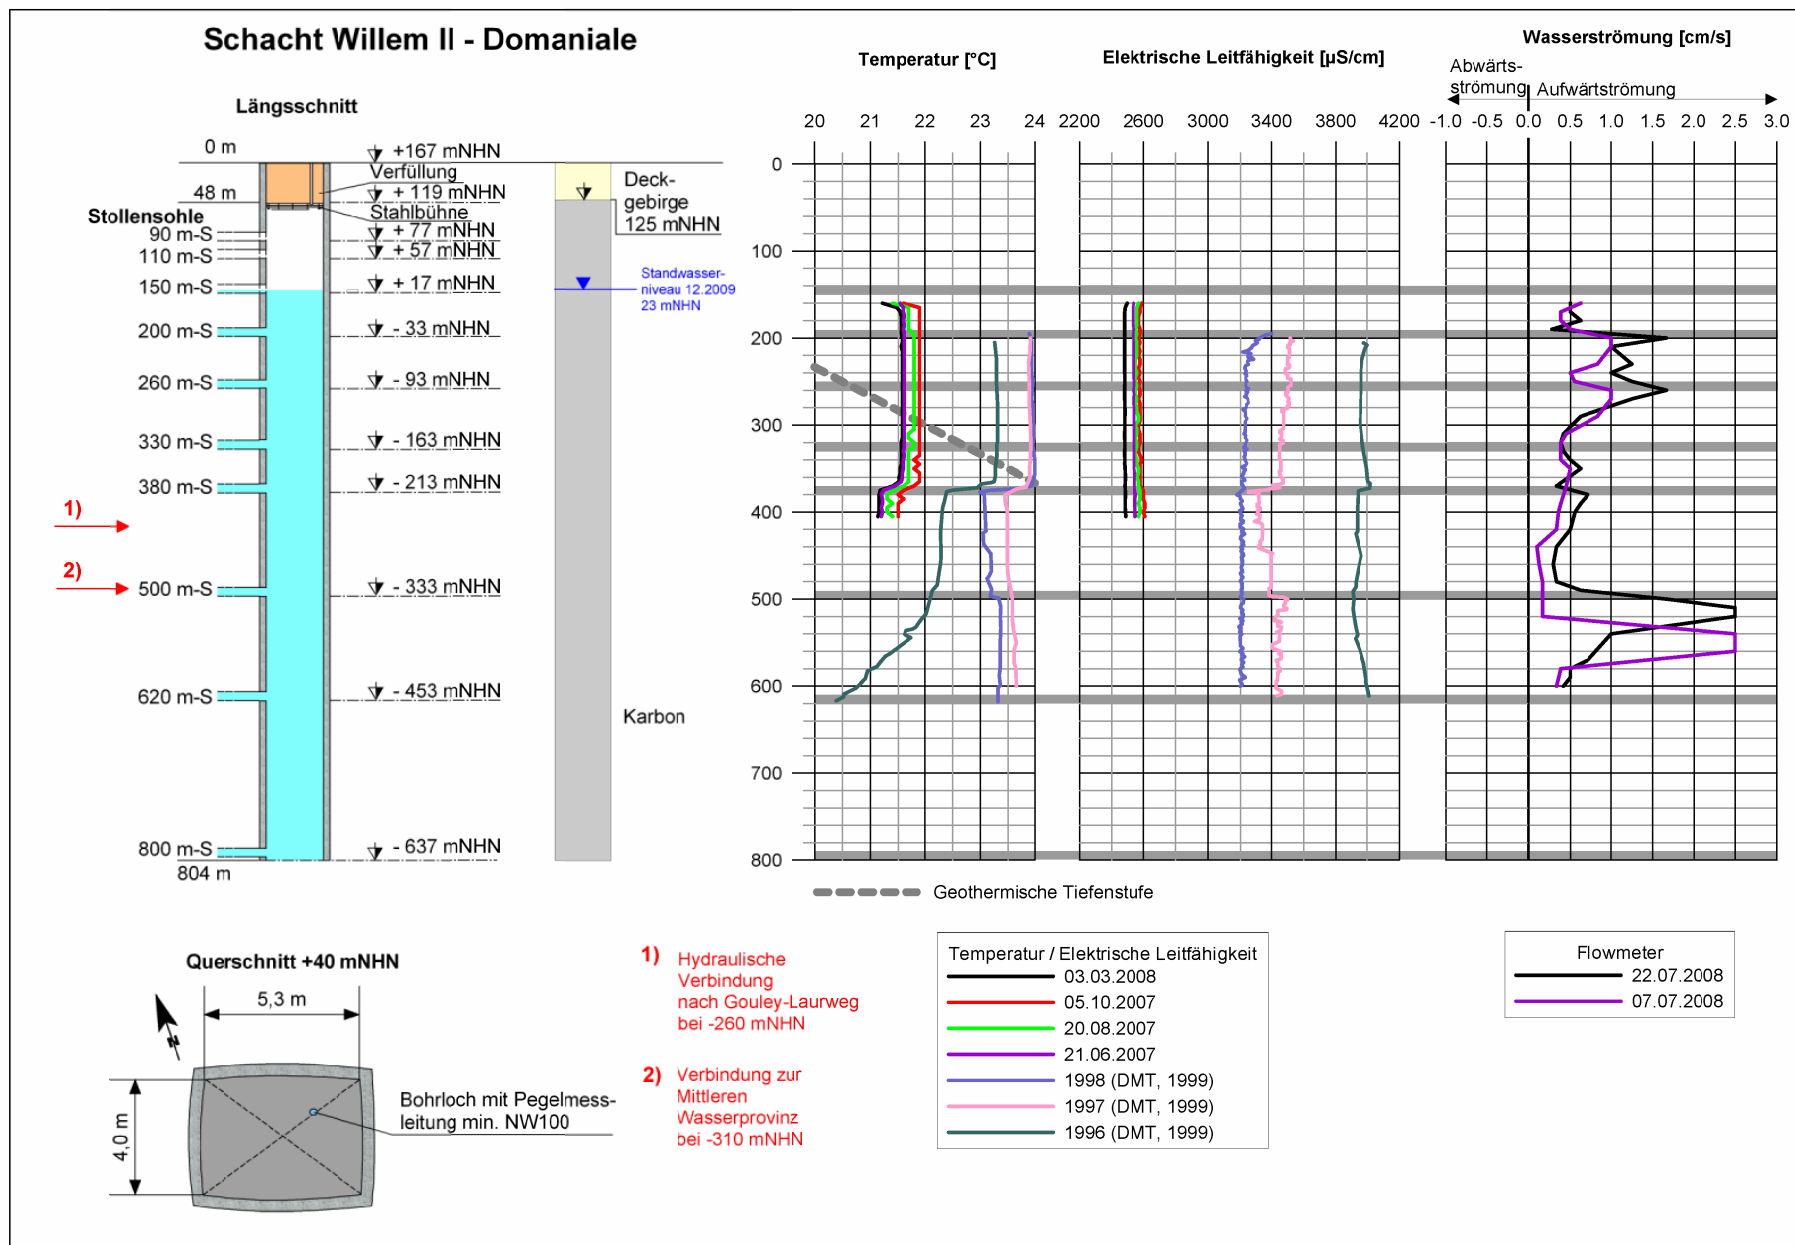 Schacht Willem II - Domaniale
Längsschnitt
0 m
+167 mNHN
Verfüllung
48 m
+ 119 mNHN
Stahlbühne
Stollensohle
90 m-S
+ 77 mNHN
110 m-S
+ 57 mNHN
150 m-S
+ 17 mNHN
200 m-S
- 33 mNHN
260 m-S
- 93 mNHN
330 m-S
- 163 mNHN
380 m-S
- 213 mNHN
1)
2)
500 m-S
- 333 mNHN
620 m-S
- 453 mNHN
800 m-S
- 637 mNHN
804 m
Deck-
gebirge
125 mNHN
Standwasser-
niveau 12.2009
23 mNHN
Karbon
Temperatur [°C]
20 21 22 23 24
Elektrische Leitfähigkeit [µS/cm]
2200 2600 3000 3400 3800 4200
Wasserströmung [cm/s]
Abwärts-
strömung
Aufwärtströmung
-1.0 -0.5 0.0 0.5 1.0 1.5 2.0 2.5 3.0
0
100
200
300
400
500
600
700
800
Geothermische Tiefenstufe
Querschnitt +40 mNHN
5,3 m
4,0 m
N
Bohrloch mit Pegelmess-
leitung min. NW100
1) Hydraulische
Verbindung
nach Gouley-Laurweg
bei -260 mNHN
2) Verbindung zur
Mittleren
Wasserprovinz
bei -310 mNHN
Temperatur / Elektrische Leitfähigkeit
03.03.2008
05.10.2007
20.08.2007
21.06.2007
1998 (DMT, 1999)
1997 (DMT, 1999)
1996 (DMT, 1999)
Flowmeter
22.07.2008
07.07.2008